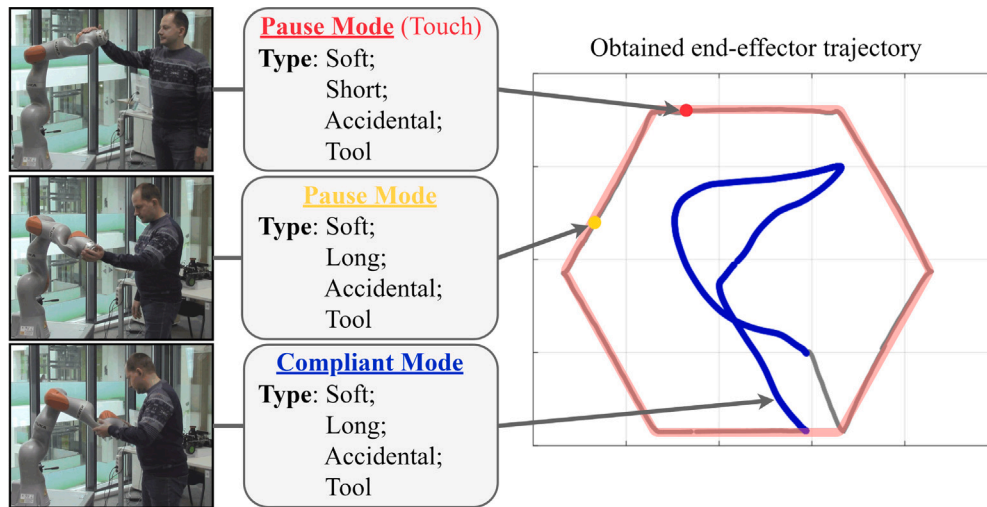 Pause Mode (Touch)
Type: Soft;
Short;
Accidental;
Tool
Pause Mode
Type: Soft;
Long;
Accidental;
Tool
Compliant Mode
Type: Soft;
Long;
Accidental;
Tool
Obtained end-effector trajectory